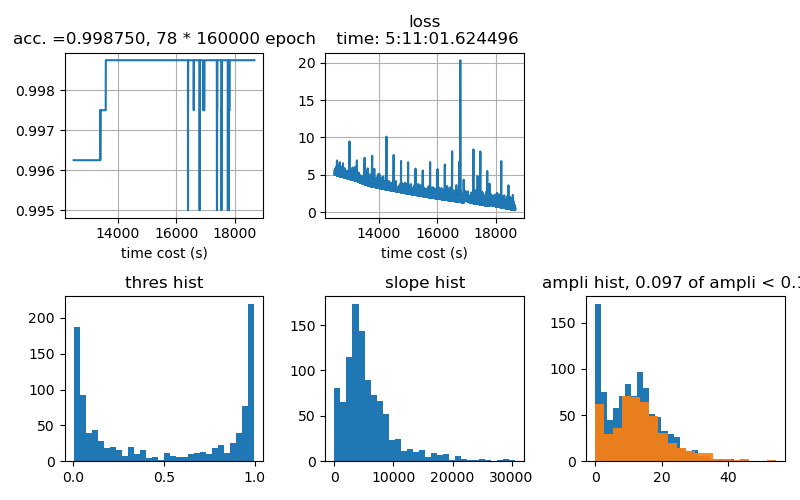 acc. =0.998750, 78 * 160000 epoch
loss
time: 5:11:01.624496
0.998
0.997
0.996
0.995
14000 16000 18000
time cost (s)
20
15
10
5
0
14000 16000 18000
time cost (s)
thres hist
200
150
100
50
0
0.0 0.5 1.0
slope hist
150
100
50
0
0 10000 20000 30000
ampli hist, 0.097 of ampli < 0.1
150
100
50
0
0 20 40